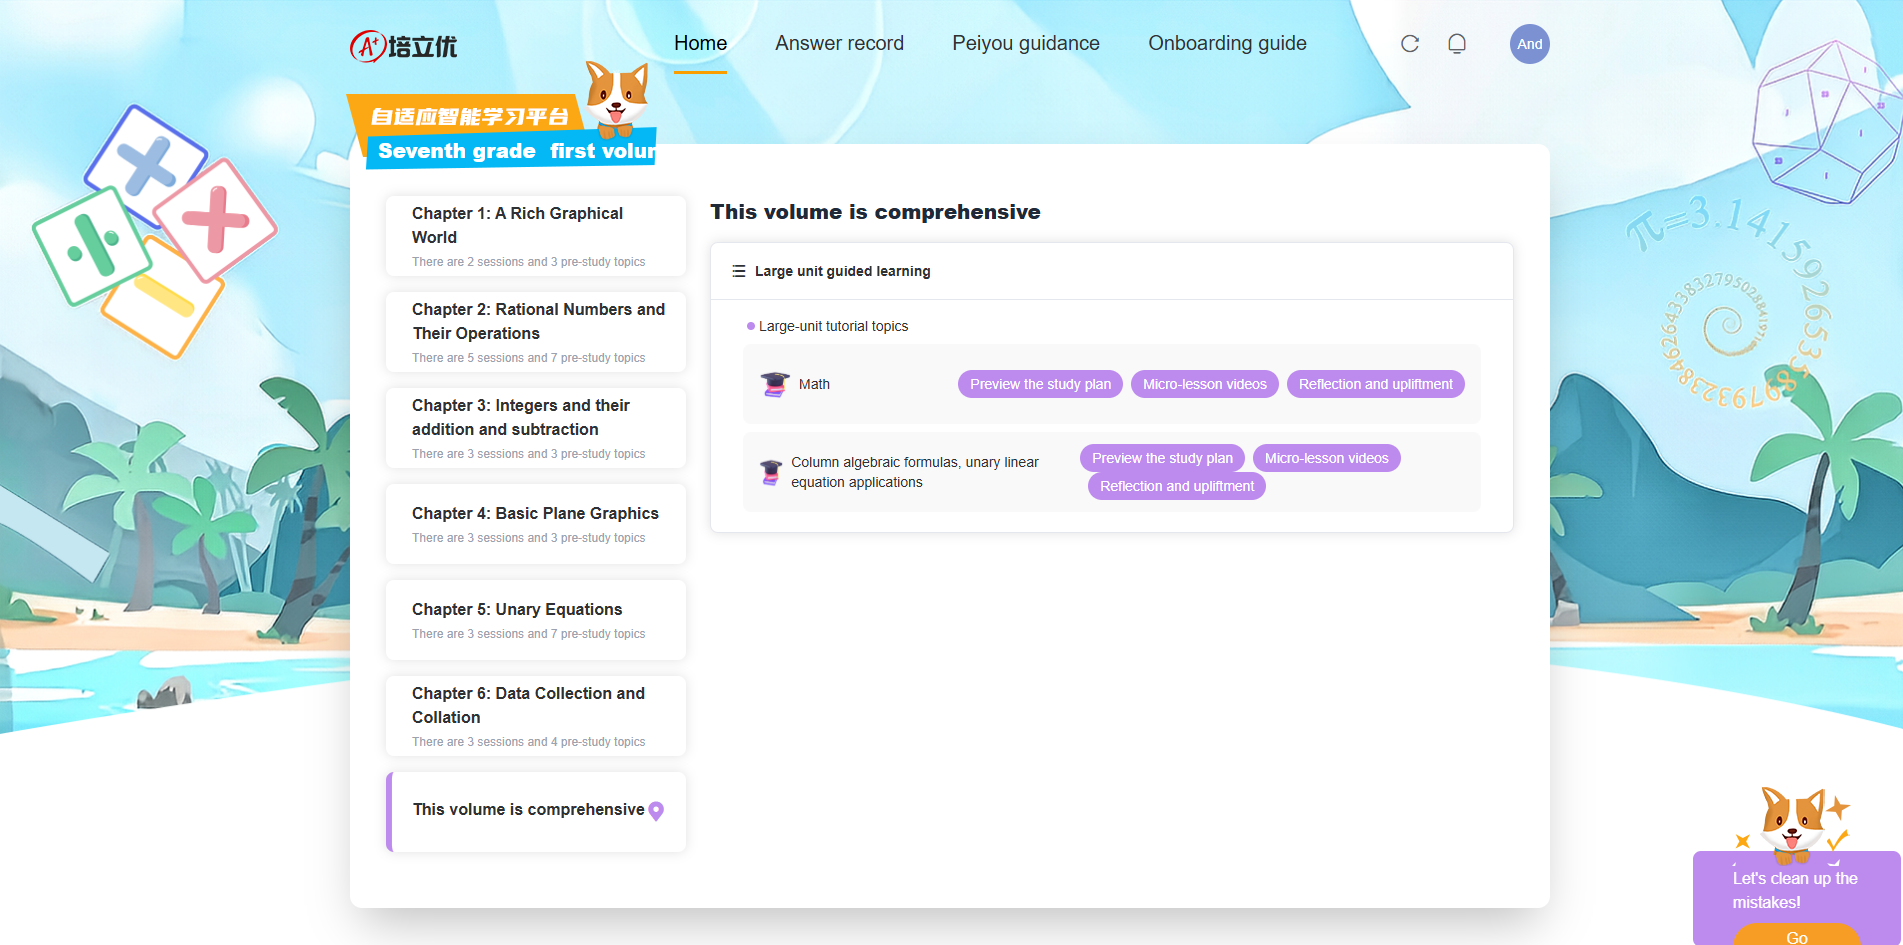 A+培立优
Home
Answer record
Peiyou guidance
Onboarding guide
And
自适应智能学习平台
Seventh grade first volur
Chapter 1: A Rich Graphical
World
There are 2 sessions and 3 pre-study topics
Chapter 2: Rational Numbers and
Their Operations
There are 5 sessions and 7 pre-study topics
Chapter 3: Integers and their
addition and subtraction
There are 3 sessions and 3 pre-study topics
Chapter 4: Basic Plane Graphics
There are 3 sessions and 3 pre-study topics
Chapter 5: Unary Equations
There are 3 sessions and 7 pre-study topics
Chapter 6: Data Collection and
Collation
There are 3 sessions and 4 pre-study topics
This volume is comprehensive
This volume is comprehensive
Large unit guided learning
Large-unit tutorial topics
Math
Preview the study plan
Micro-lesson videos
Reflection and upliftment
Column algebraic formulas, unary linear
equation applications
Preview the study plan
Micro-lesson videos
Reflection and upliftment
π=3.1415926535897932384626433832795028841971
Let's clean up the
mistakes!
Go